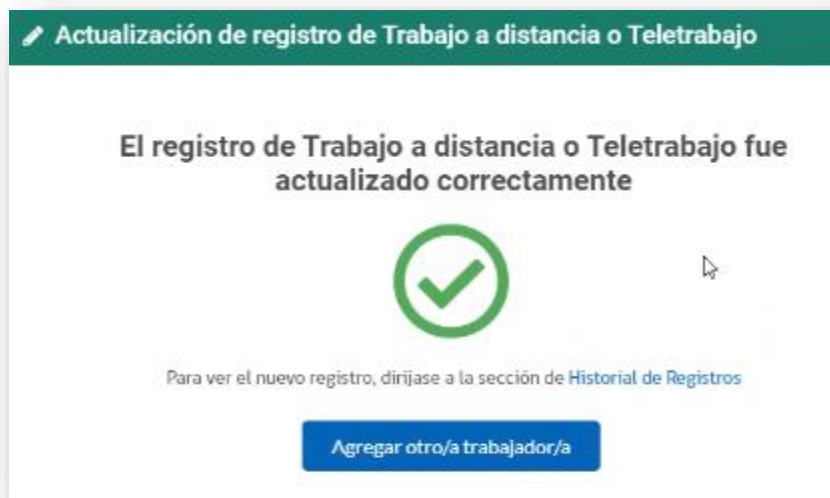 Actualización de registro de Trabajo a distancia o Teletrabajo
El registro de Trabajo a distancia o Teletrabajo fue
actualizado correctamente
Para ver el nuevo registro, dirijase a la sección de Historial de Registros
Agregar otro/a trabajador/a